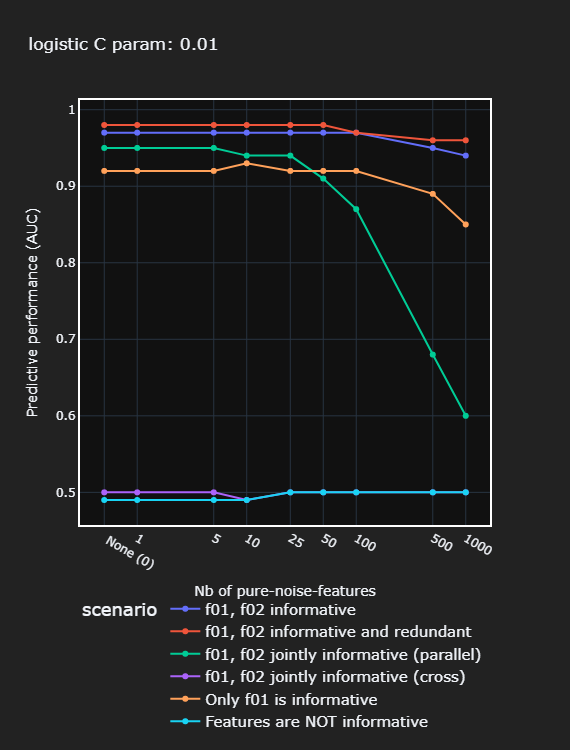 logistic C param: 0.01
1
0.9
0.8
0.7
0.6
0.5
Predictive performance (AUC)
None (0) 1 5 10 25 50 100 500 1000
Nb of pure-noise-features
scenario
f01, f02 informative
f01, f02 informative and redundant
f01, f02 jointly informative (parallel)
f01, f02 jointly informative (cross)
Only f01 is informative
Features are NOT informative